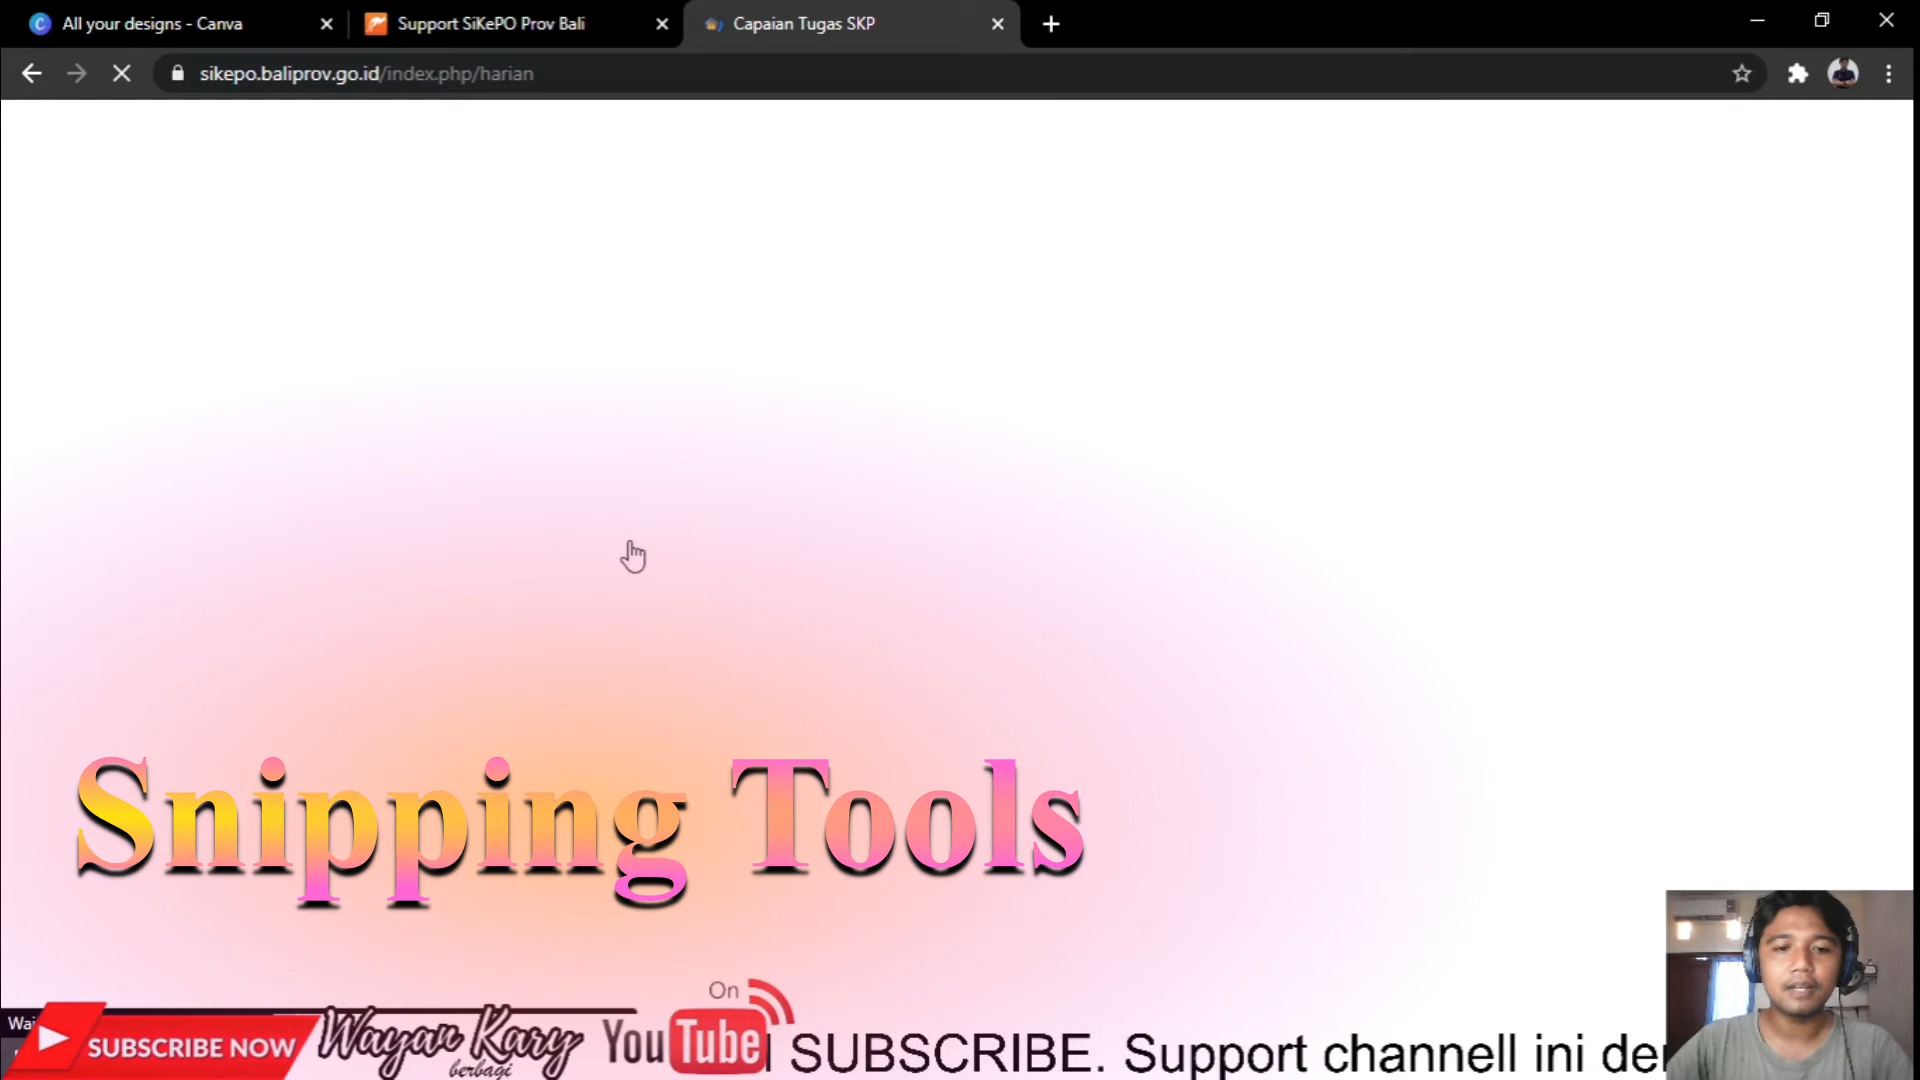 All your designs - Canva
Support SiKePO Prov Bali
Capaian Tugas SKP
sikepo.baliprov.go.id/index.php/harian
Snipping Tools
On
Wai
SUBSCRIBE NOW
Wayan Kary
berbagi
YouTube
SUBSCRIBE. Support channell ini de